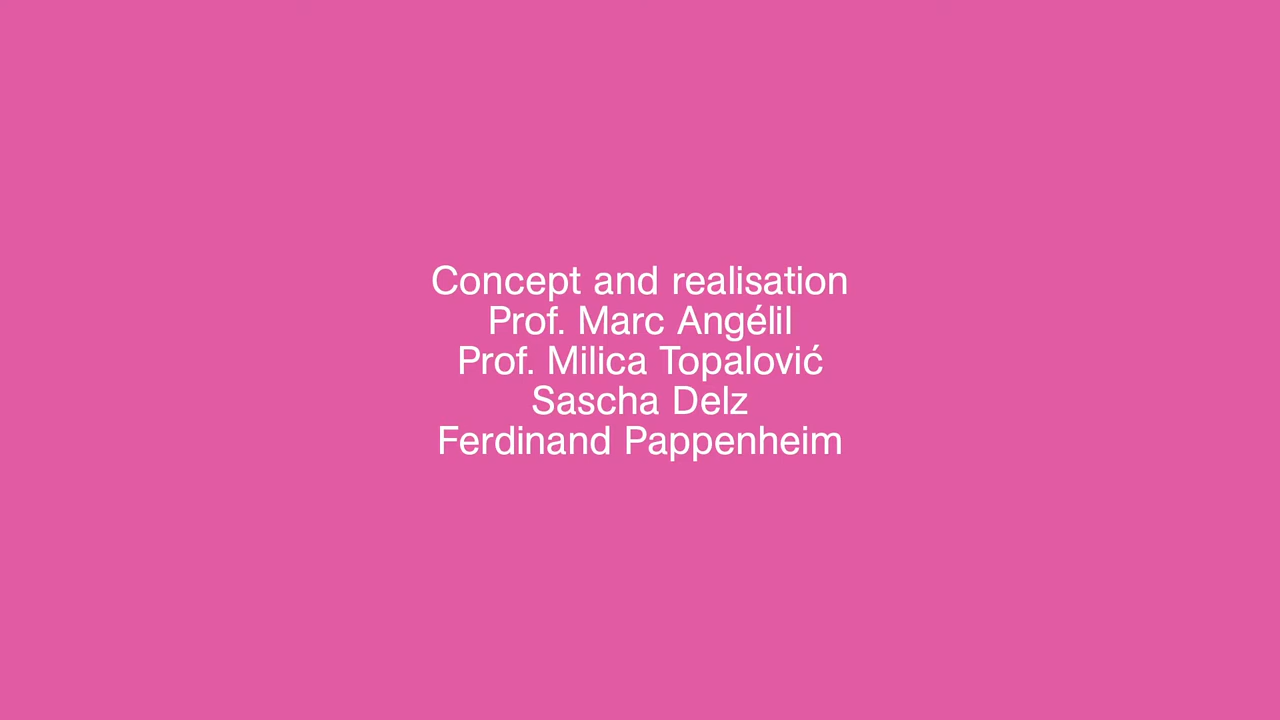 Concept and realisation
Prof. Marc Angélil
Prof. Milica Topalović
Sascha Delz
Ferdinand Pappenheim